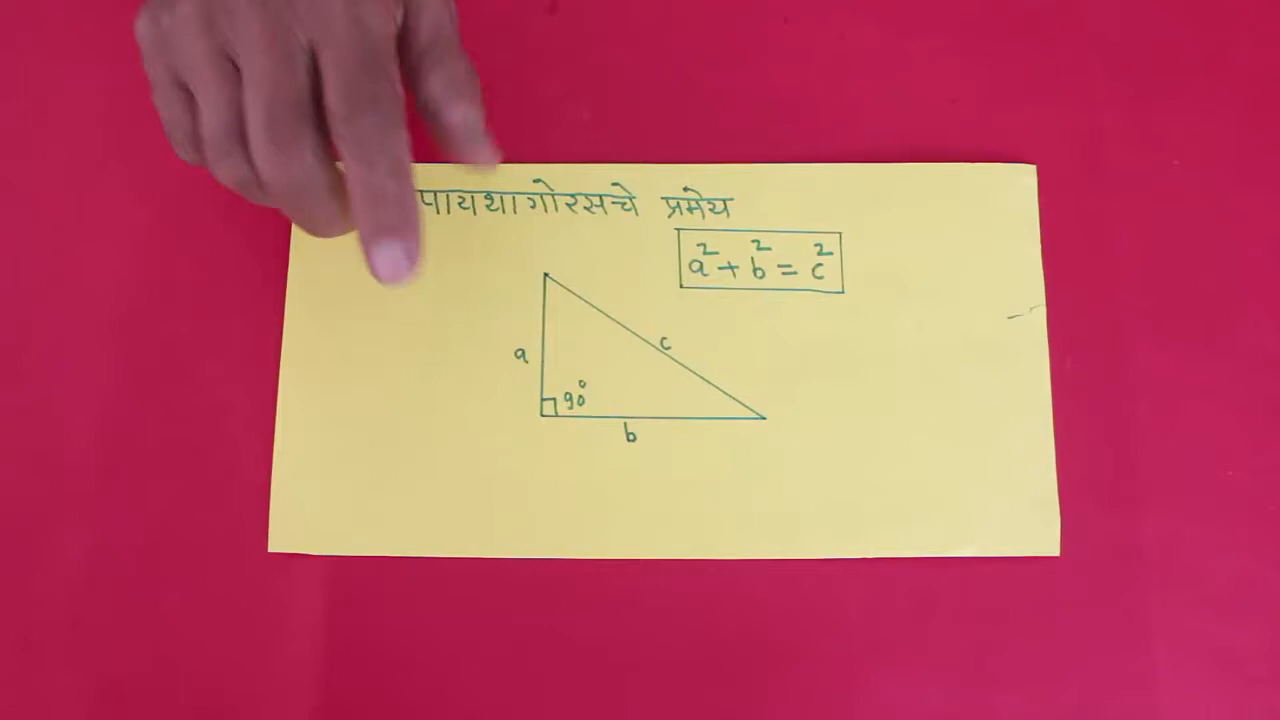 पायथागोरसचे प्रमेय
a² + b² = c²
c
a
90°
b